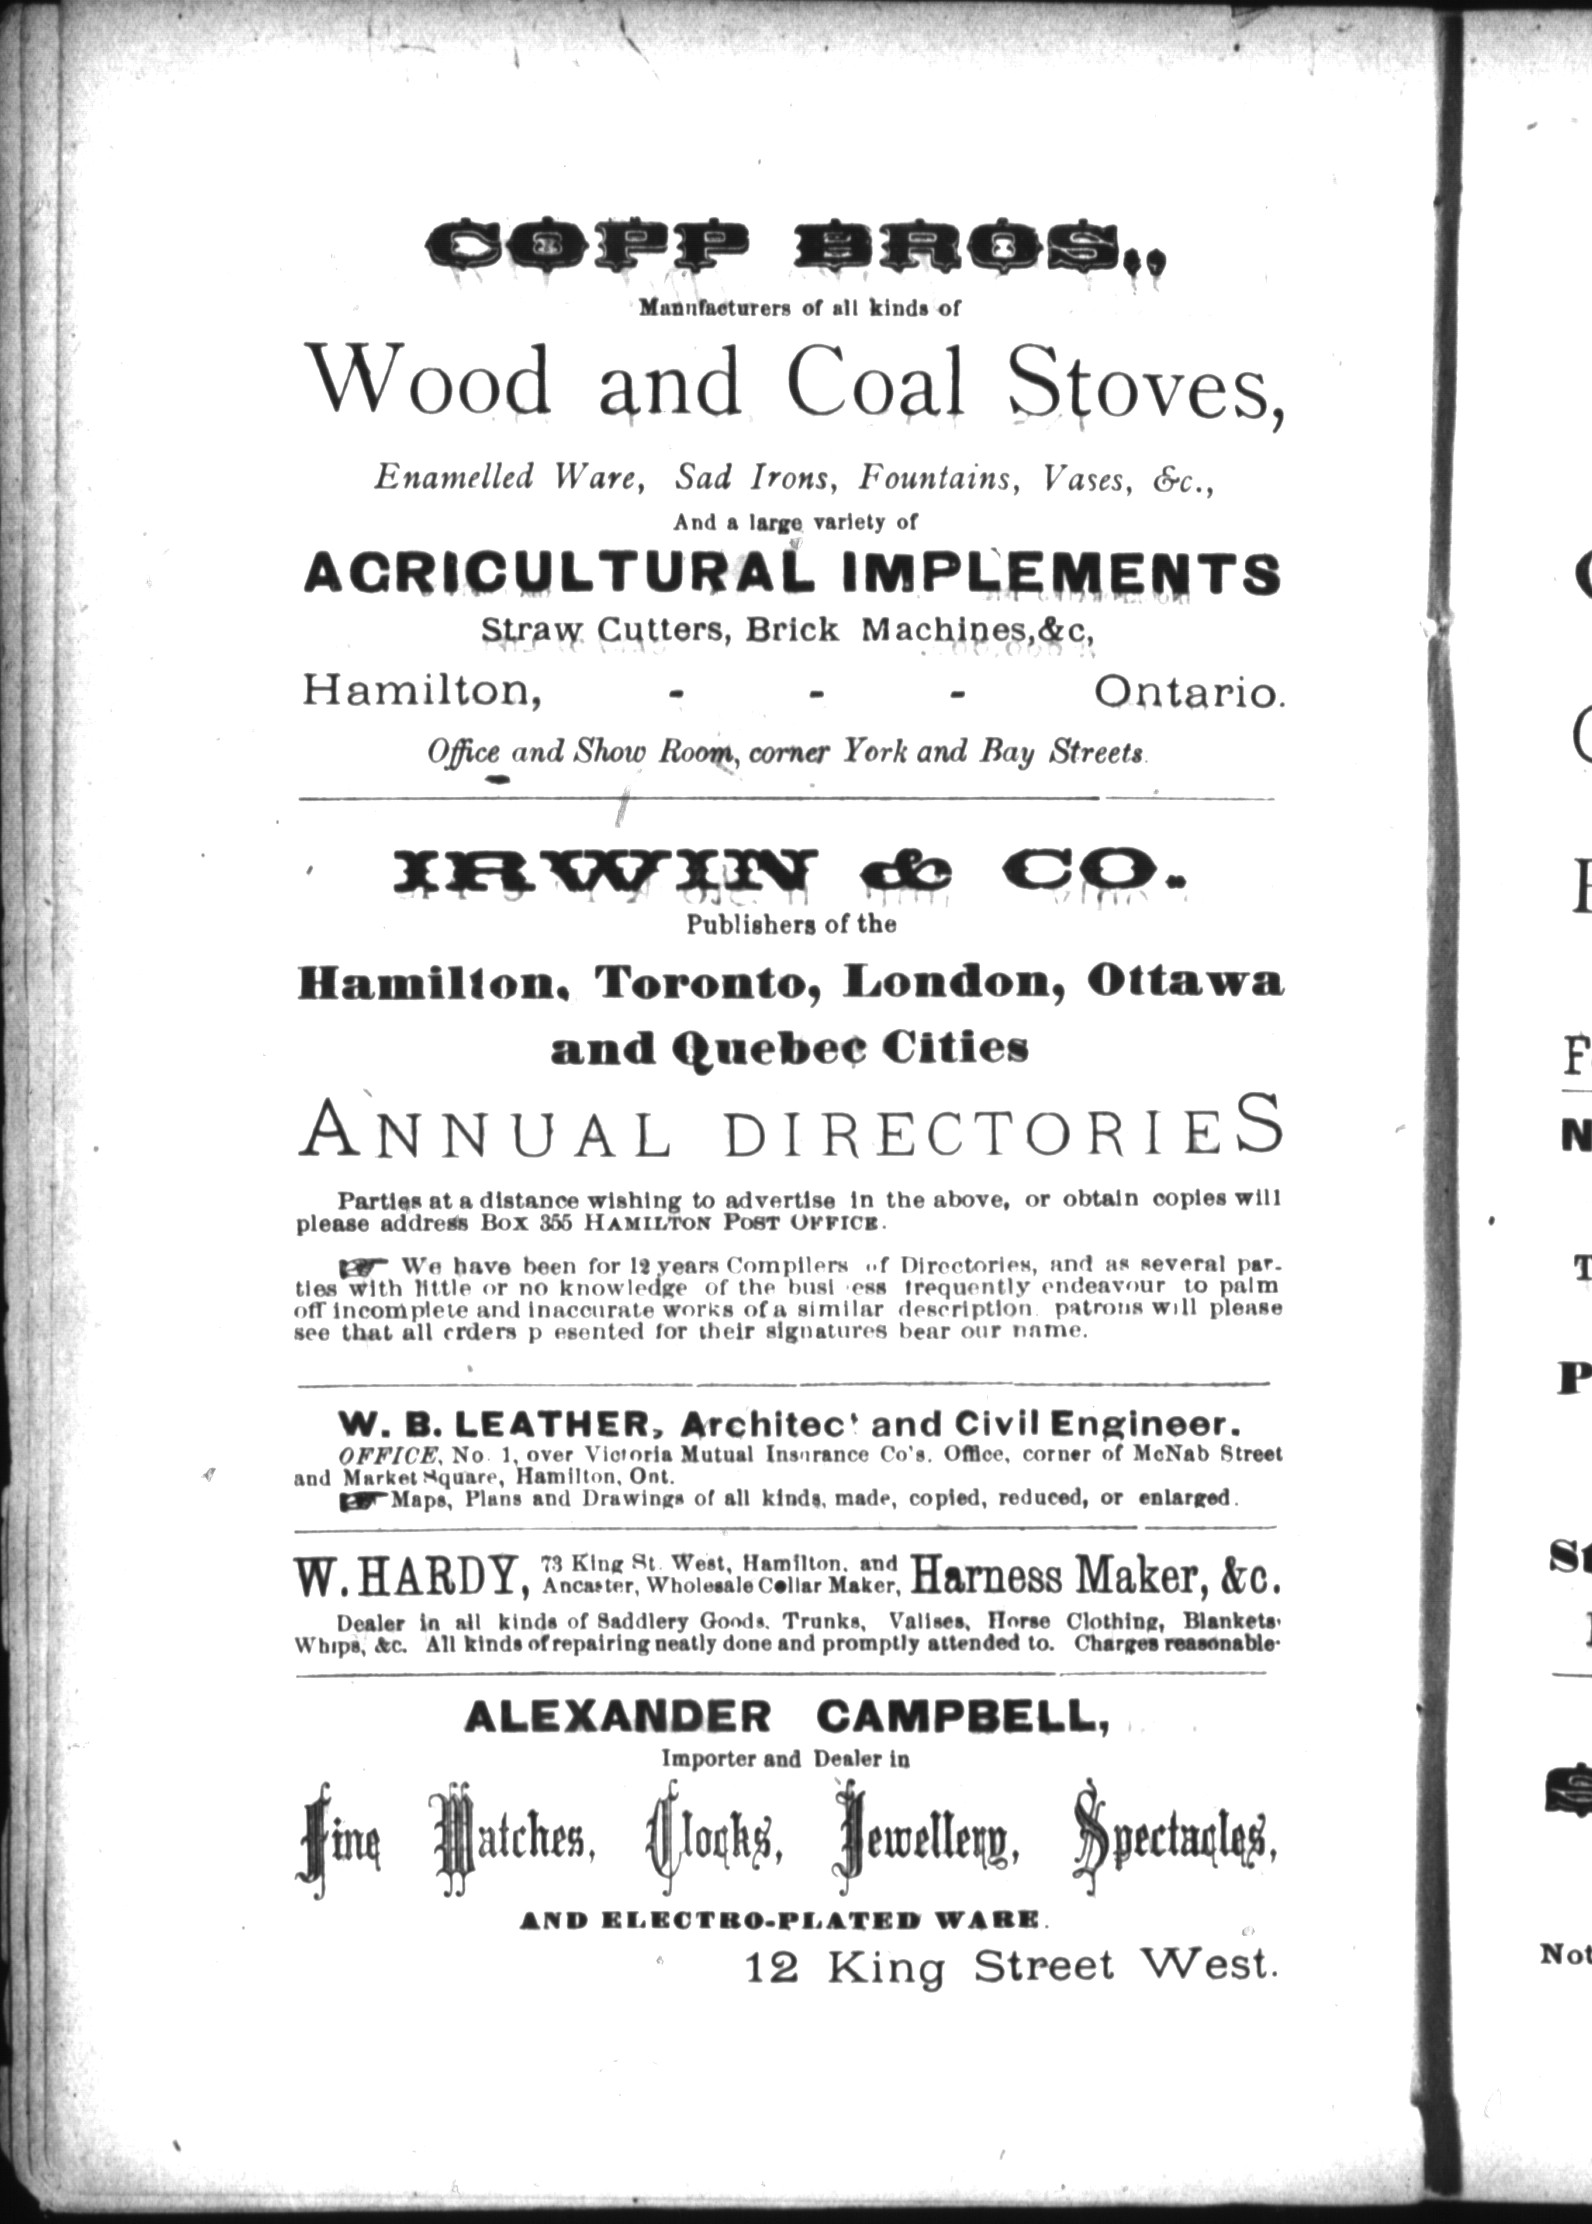 COPP BROS.,
Mannfacturers of all kinds of
Wood and Coal Stoves,
Enamelled Ware, Sad Irons, Fountains, Vases, &c.,
And a large variety of
AGRICULTURAL IMPLEMENTS
Straw Cutters, Brick Machines,&c,
Hamilton, - - - Ontario.
Office and Show Room, corner York and Bay Streets.
IRWIN & CO.
Publishers of the
Hamilton, Toronto, London, Ottawa
and Quebec Cities
ANNUAL DIRECTORIES
Parties at a distance wishing to advertise in the above, or obtain copies will
please address BOX 355 HAMILTON POST OFFICE.
☛ We have been for 12 years Compilers of Directories, and as several par-
ties with little or no knowledge of the busi ess frequently endeavour to palm
off incomplete and inaccurate works of a similar description patrons will please
see that all orders p esented for their signatures bear our name.
W. B. LEATHER, Architect and Civil Engineer.
OFFICE, No. 1, over Victoria Mutual Insurance Co's. Office, corner of McNab Street
and Market Square, Hamilton, Ont.
☛ Maps, Plans and Drawings of all kinds, made, copied, reduced, or enlarged.
W. HARDY, 73 King St. West, Hamilton. and Harness Maker, &c.
Ancaster, Wholesale Collar Maker,
Dealer in all kinds of Saddlery Goods. Trunks, Valises, Horse Clothing, Blankets,
Whips, &c. All kinds of repairing neatly done and promptly attended to. Charges reasonable.
ALEXANDER CAMPBELL,
Importer and Dealer in
Fine Watches, Clocks, Jewellery, Spectacles,
AND ELECTRO-PLATED WARE.
12 King Street West.
Not